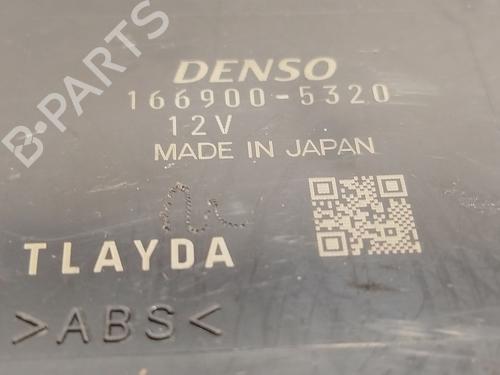 B-PARTS
DENSO
166900-5320
12V
MADE IN JAPAN
TLAYDA
>ABS<